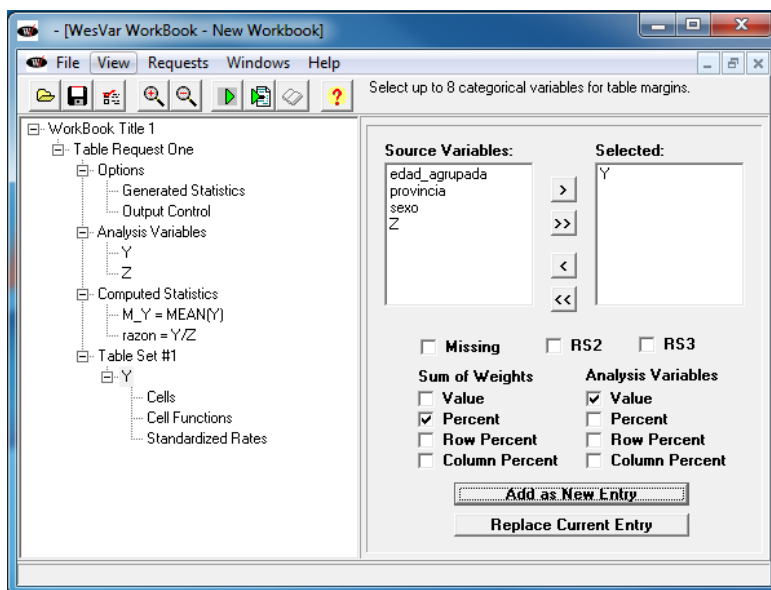 - [WesVar WorkBook - New Workbook]
File View Requests Windows Help
Select up to 8 categorical variables for table margins.
WorkBook Title 1
Table Request One
Options
Generated Statistics
Output Control
Analysis Variables
Y
Z
Computed Statistics
M_Y = MEAN(Y)
razon = Y/Z
Table Set #1
Y
Cells
Cell Functions
Standardized Rates
Source Variables:
edad_agrupada
provincia
sexo
Z
>
>>
<
<<
Selected:
Y
Missing RS2 RS3
Sum of Weights
Value
Percent
Row Percent
Column Percent
Analysis Variables
Value
Percent
Row Percent
Column Percent
Add as New Entry
Replace Current Entry